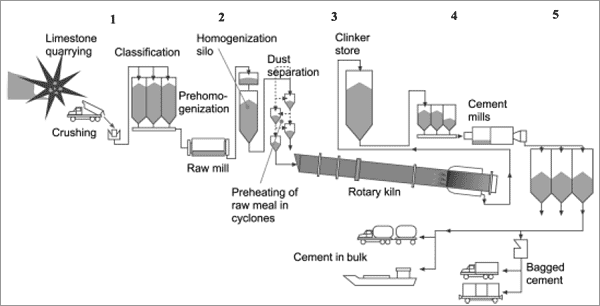 1
2
3
4
5
Limestone
quarrying
Classification
Homogenization
silo
Dust
separation
Clinker
store
Cement
mills
Crushing
Prehomo-
genization
Raw mill
Preheating of
raw meal in
cyclones
Rotary kiln
Cement in bulk
Bagged
cement